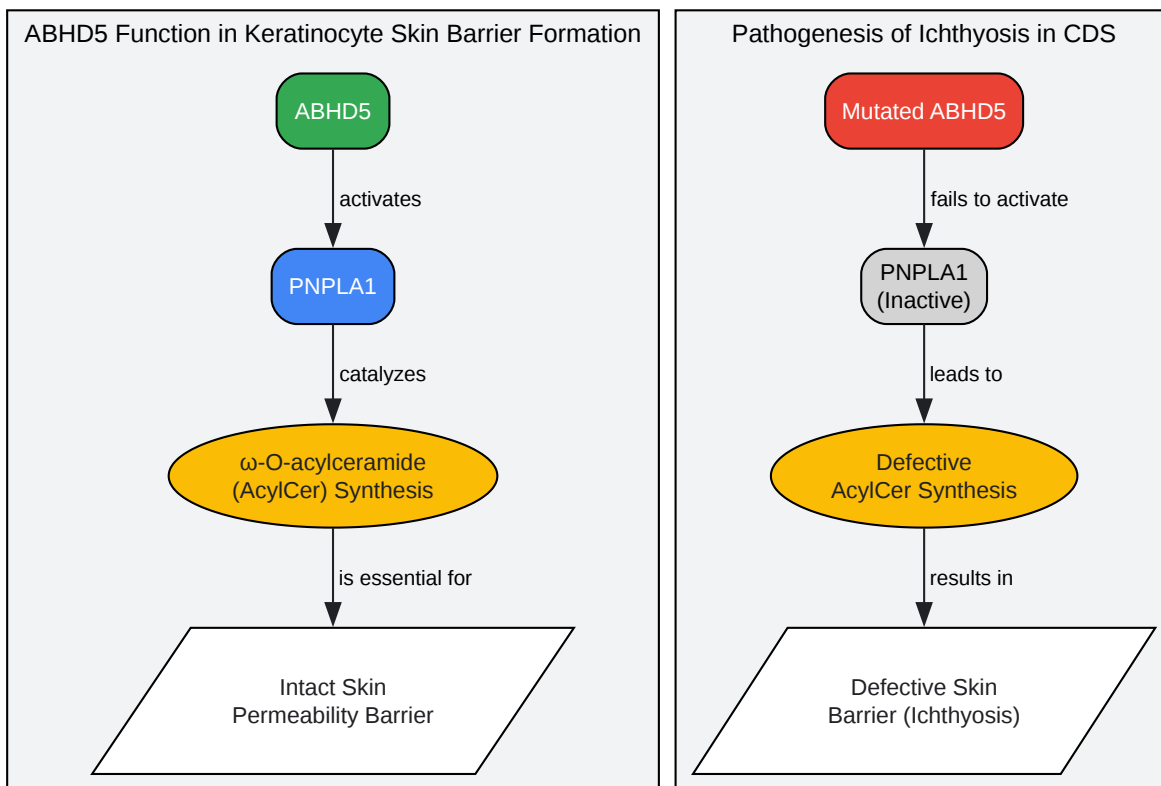 ABHD5 Function in Keratinocyte Skin Barrier Formation
ABHD5
activates
PNPLA1
catalyzes
ω-O-acylceramide
(AcylCer) Synthesis
is essential for
Intact Skin
Permeability Barrier
Pathogenesis of Ichthyosis in CDS
Mutated ABHD5
fails to activate
PNPLA1
(Inactive)
leads to
Defective
AcylCer Synthesis
results in
Defective Skin
Barrier (Ichthyosis)